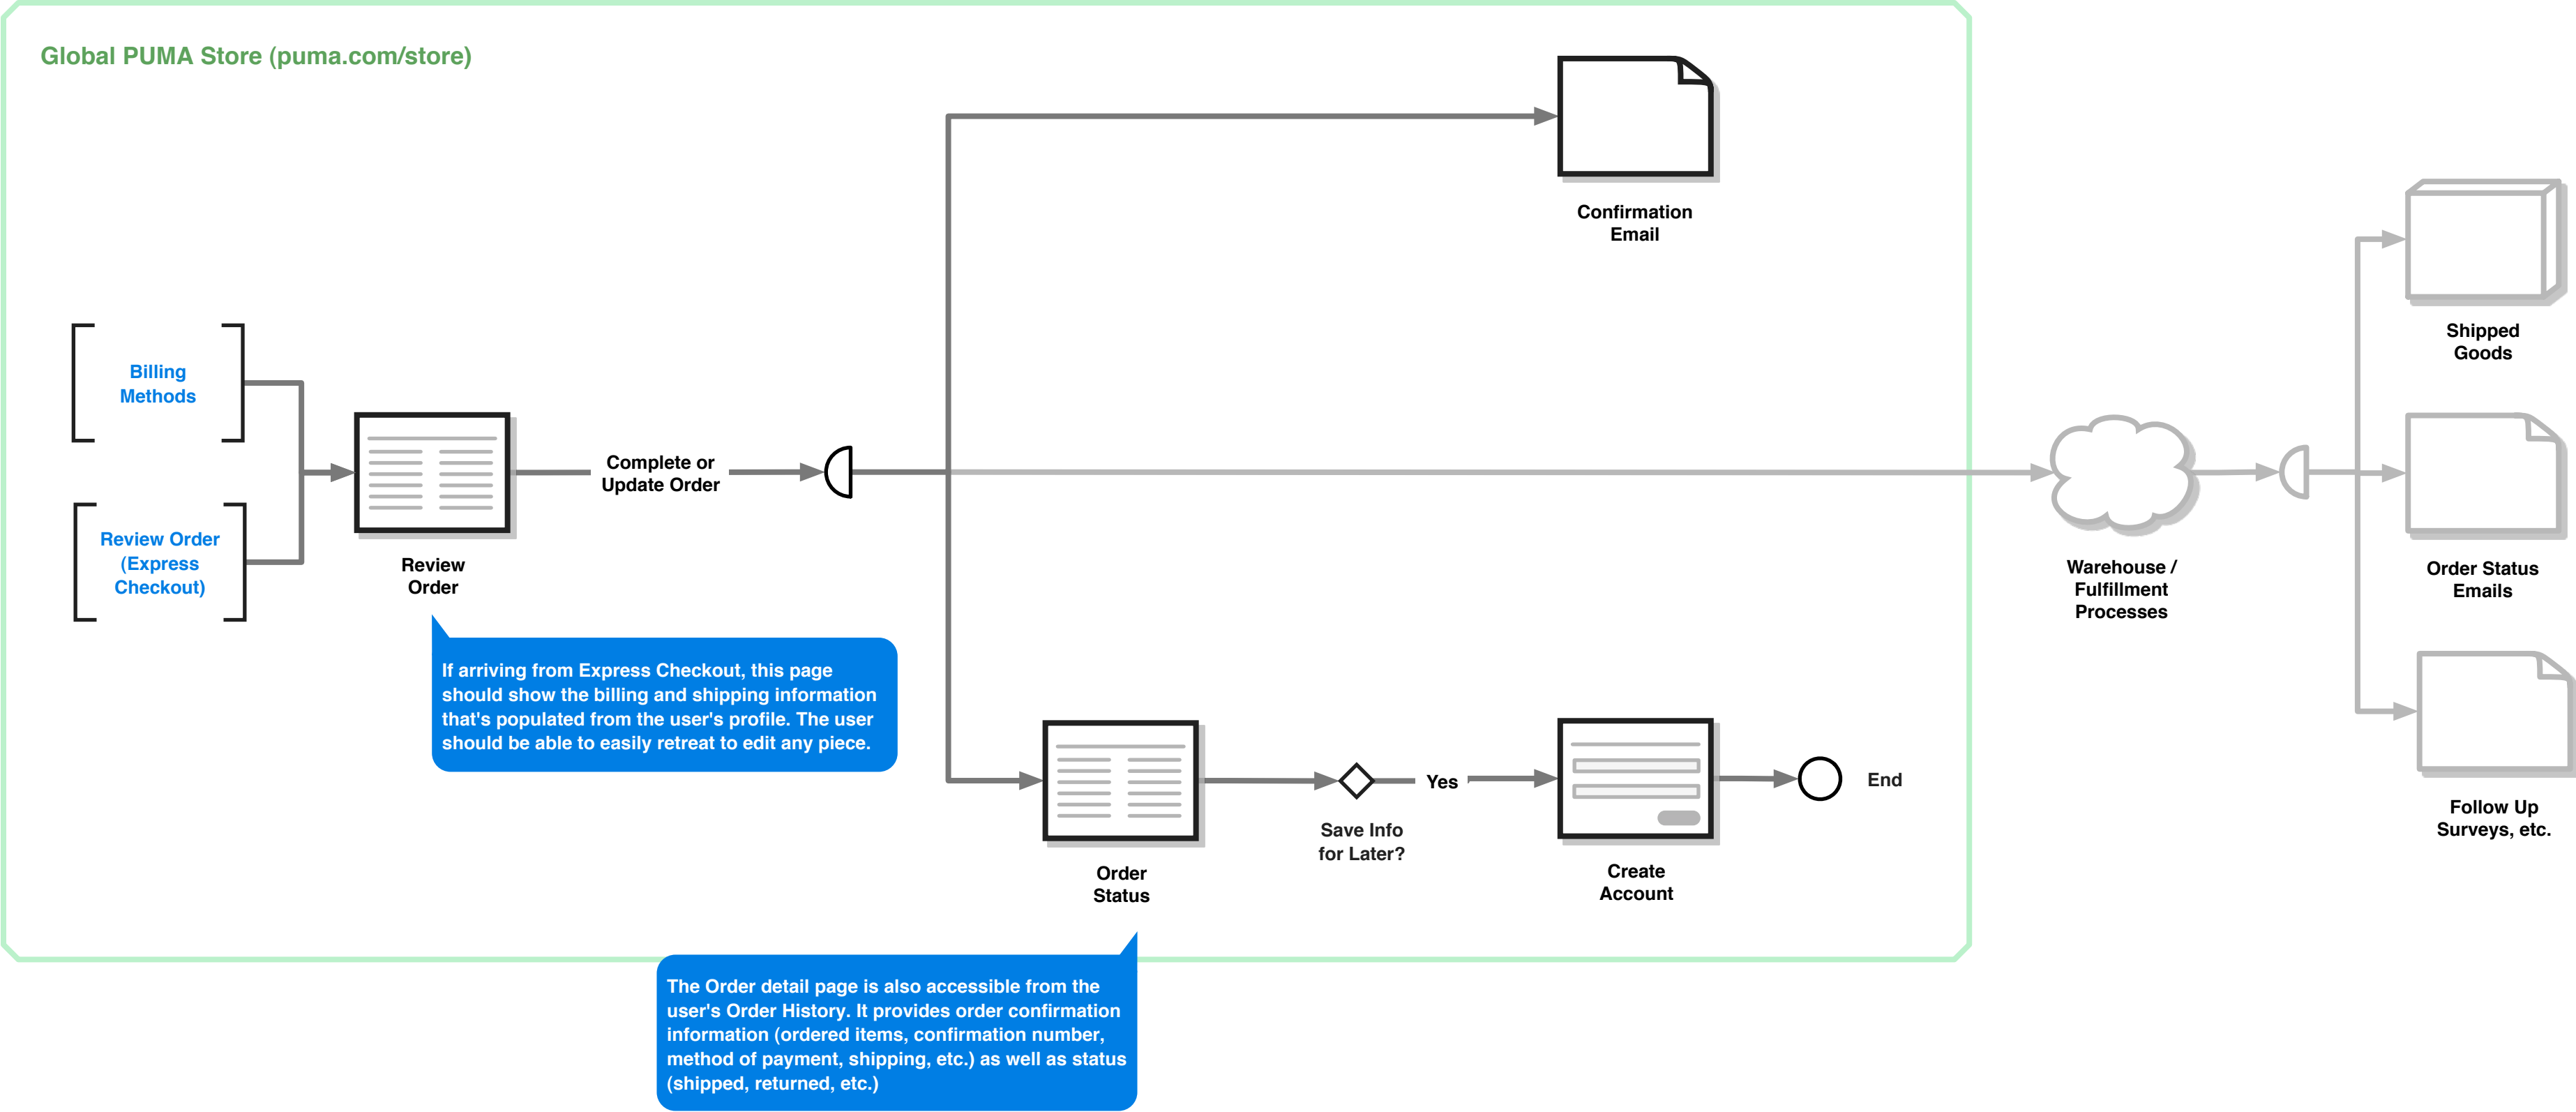 Global PUMA Store (puma.com/store)
Confirmation
Email
Shipped
Goods
Billing
Methods
Complete or
Update Order
Review Order
(Express
Checkout)
Review
Order
Warehouse /
Fulfillment
Processes
Order Status
Emails
If arriving from Express Checkout, this page
should show the billing and shipping information
that's populated from the user's profile. The user
should be able to easily retreat to edit any piece.
Yes
End
Save Info
for Later?
Follow Up
Surveys, etc.
Order
Status
Create
Account
The Order detail page is also accessible from the
user's Order History. It provides order confirmation
information (ordered items, confirmation number,
method of payment, shipping, etc.) as well as status
(shipped, returned, etc.)